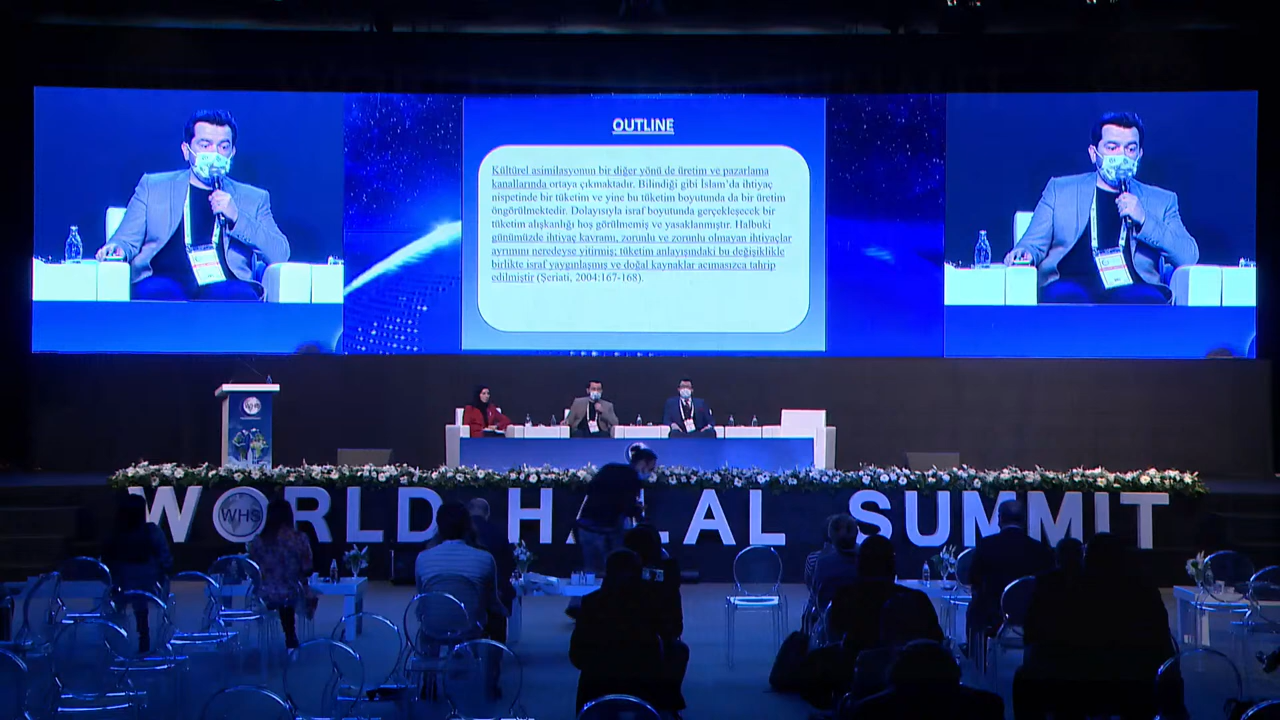 OUTLINE
Kültürel asimilasyonun bir diğer yönü de üretim ve pazarlama
kanallarında ortaya çıkmaktadır. Bilindiği gibi İslam’da ihtiyaç
nispetinde bir tüketim ve yine bu tüketim boyutunda da bir üretim
öngörülmektedir. Dolayısıyla israf boyutunda gerçekleşecek bir
tüketim alışkanlığı hoş görülmemiş ve yasaklanmıştır. Halbuki
günümüzde ihtiyaç kavramı, zorunlu ve zorunlu olmayan ihtiyaçlar
ayrımını neredeyse yitirmiş; tüketim anlayışındaki bu değişiklikle
birlikte israf yaygınlaşmış ve doğal kaynaklar acımasızca tahrip
edilmiştir (Şeriati, 2004:167-168).
WORLD HALAL SUMMIT
WHS